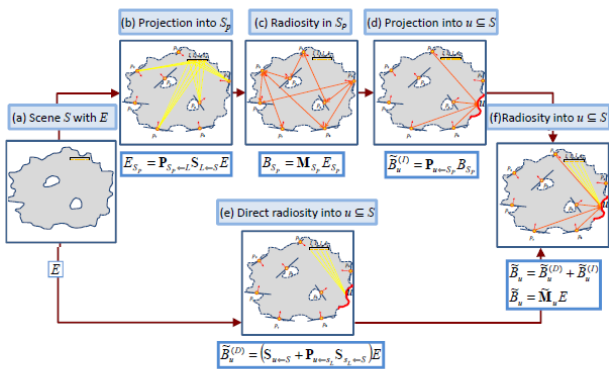 (b) Projection into S_P
(c) Radiosity in S_P
(d) Projection into u ⊆ S
(a) Scene S with E
(f)Radiosity into u ⊆ S
E_{S_P} = P_{S_P←L} S_{L←S} E
B_{S_P} = M_{S_P} E_{S_P}
B̃_u^{(I)} = P_{u←S_P} B_{S_P}
(e) Direct radiosity into u ⊆ S
E
B̃_u = B̃_u^{(D)} + B̃_u^{(I)}
B̃_u = M̃_u E
B̃_u^{(D)} = (S_{u←S} + P_{u←s_L} S_{s_L←S})E